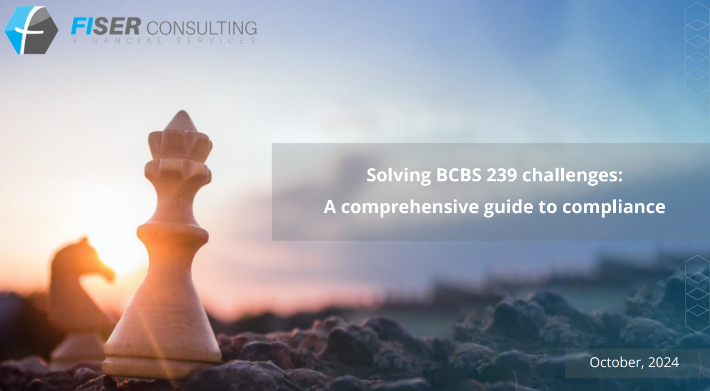 FISER CONSULTING
FINANCIAL SERVICES
Solving BCBS 239 challenges:
A comprehensive guide to compliance
October, 2024